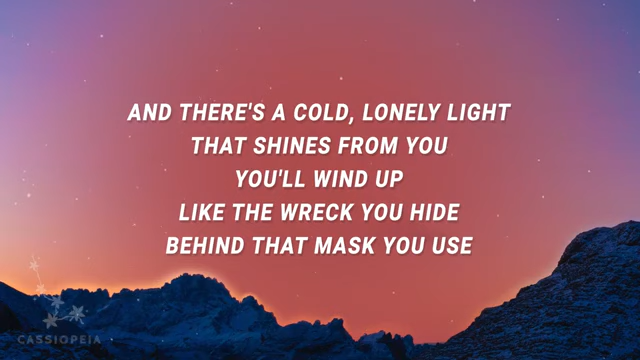 AND THERE'S A COLD, LONELY LIGHT
THAT SHINES FROM YOU
YOU'LL WIND UP
LIKE THE WRECK YOU HIDE
BEHIND THAT MASK YOU USE
CASSIOPEIA